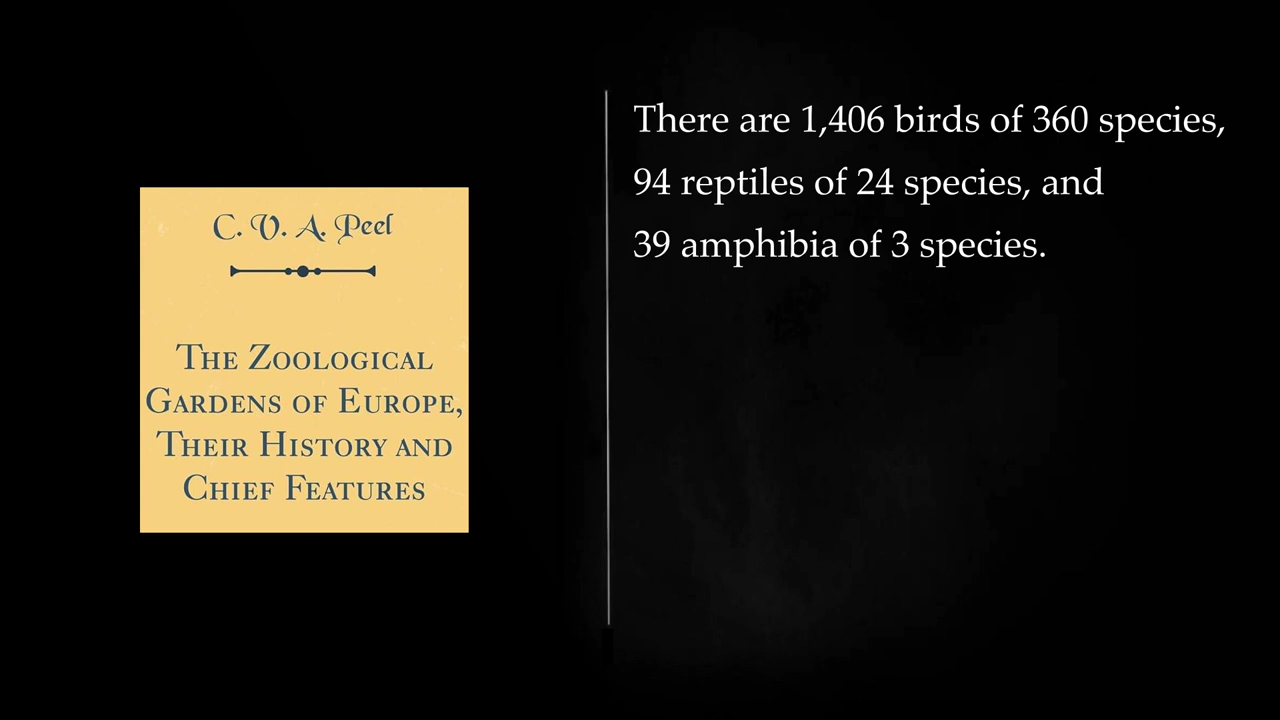 C. V. A. Peel
The Zoological
Gardens of Europe,
Their History and
Chief Features
There are 1,406 birds of 360 species,
94 reptiles of 24 species, and
39 amphibia of 3 species.